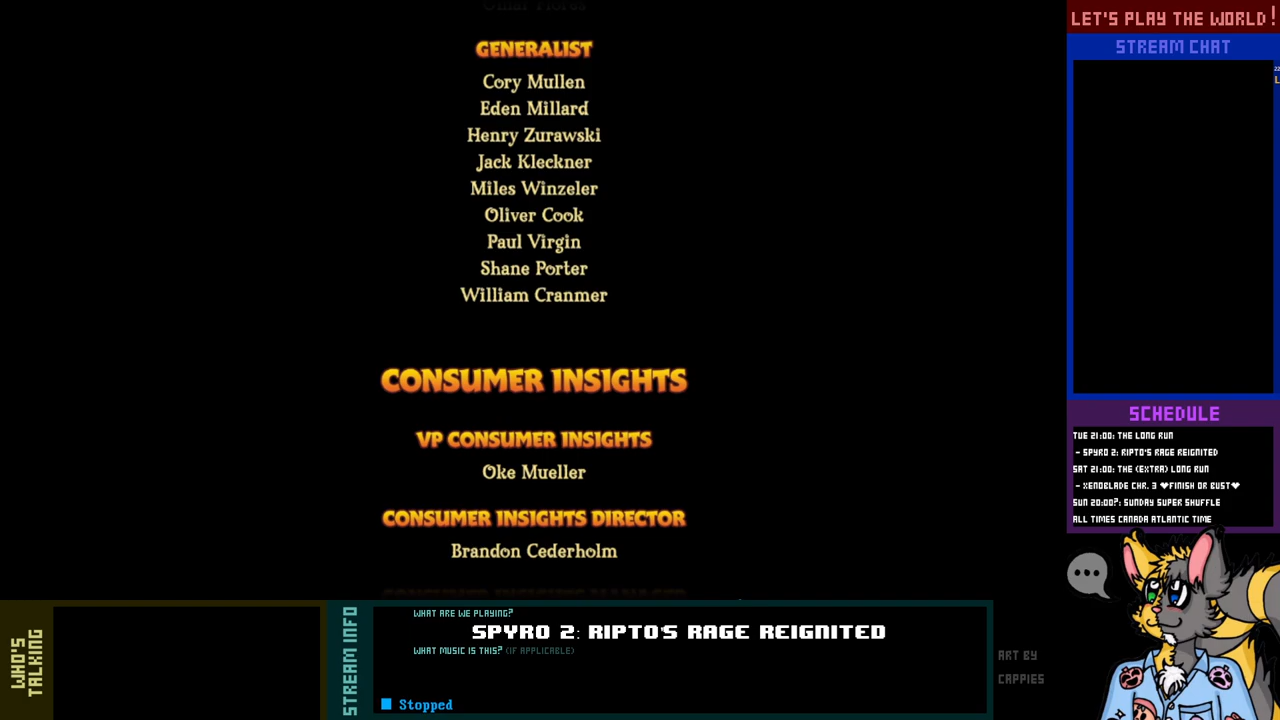 Omar Flores
GENERALIST
Cory Mullen
Eden Millard
Henry Zurawski
Jack Kleckner
Miles Winzeler
Oliver Cook
Paul Virgin
Shane Porter
William Cranmer
CONSUMER INSIGHTS
VP CONSUMER INSIGHTS
Oke Mueller
CONSUMER INSIGHTS DIRECTOR
Brandon Cederholm
LET'S PLAY THE WORLD!
STREAM CHAT
SCHEDULE
TUE 21:00: THE LONG RUN
- SPYRO 2: RIPTO'S RAGE REIGNITED
SAT 21:00: THE (EXTRA) LONG RUN
- XENOBLADE CHR. 3 ♥FINISH OR BUST♥
SUN 20:00?: SUNDAY SUPER SHUFFLE
ALL TIMES CANADA ATLANTIC TIME
WHO'S
TALKING
STREAM INFO
WHAT ARE WE PLAYING?
SPYRO 2: RIPTO'S RAGE REIGNITED
WHAT MUSIC IS THIS? (IF APPLICABLE)
Stopped
ART BY
CAPPIES